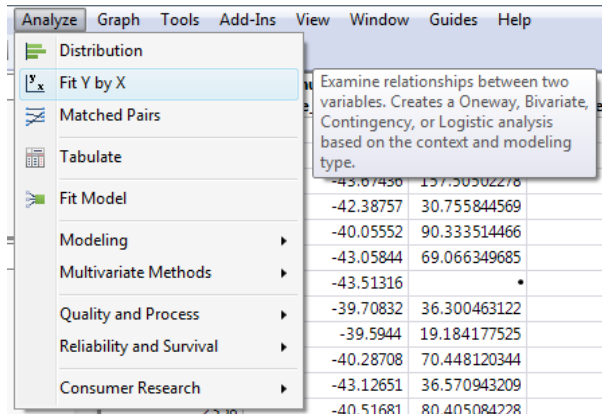 Analyze Graph Tools Add-Ins View Window Guides Help
Distribution
Fit Y by X
Examine relationships between two
variables. Creates a Oneway, Bivariate,
Contingency, or Logistic analysis
based on the context and modeling
type.
Matched Pairs
Tabulate
-43.67436 157.50502278
Fit Model
-42.38757 30.755844569
-40.05552 90.333514466
Modeling
-43.05844 69.066349685
Multivariate Methods
-43.51316 •
Quality and Process
-39.70832 36.300463122
Reliability and Survival
-39.5944 19.184177525
-40.28708 70.448120344
Consumer Research
-43.12651 36.570943209
-40.51681 80.405084228